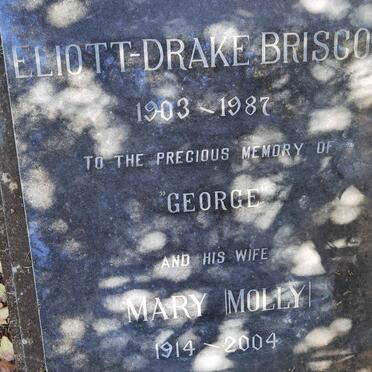 ELIOTT-DRAKE BRISCO
1903 ~ 1987
TO THE PRECIOUS MEMORY OF
"GEORGE"
AND HIS WIFE
MARY |MOLLY|
1914 ~ 2004